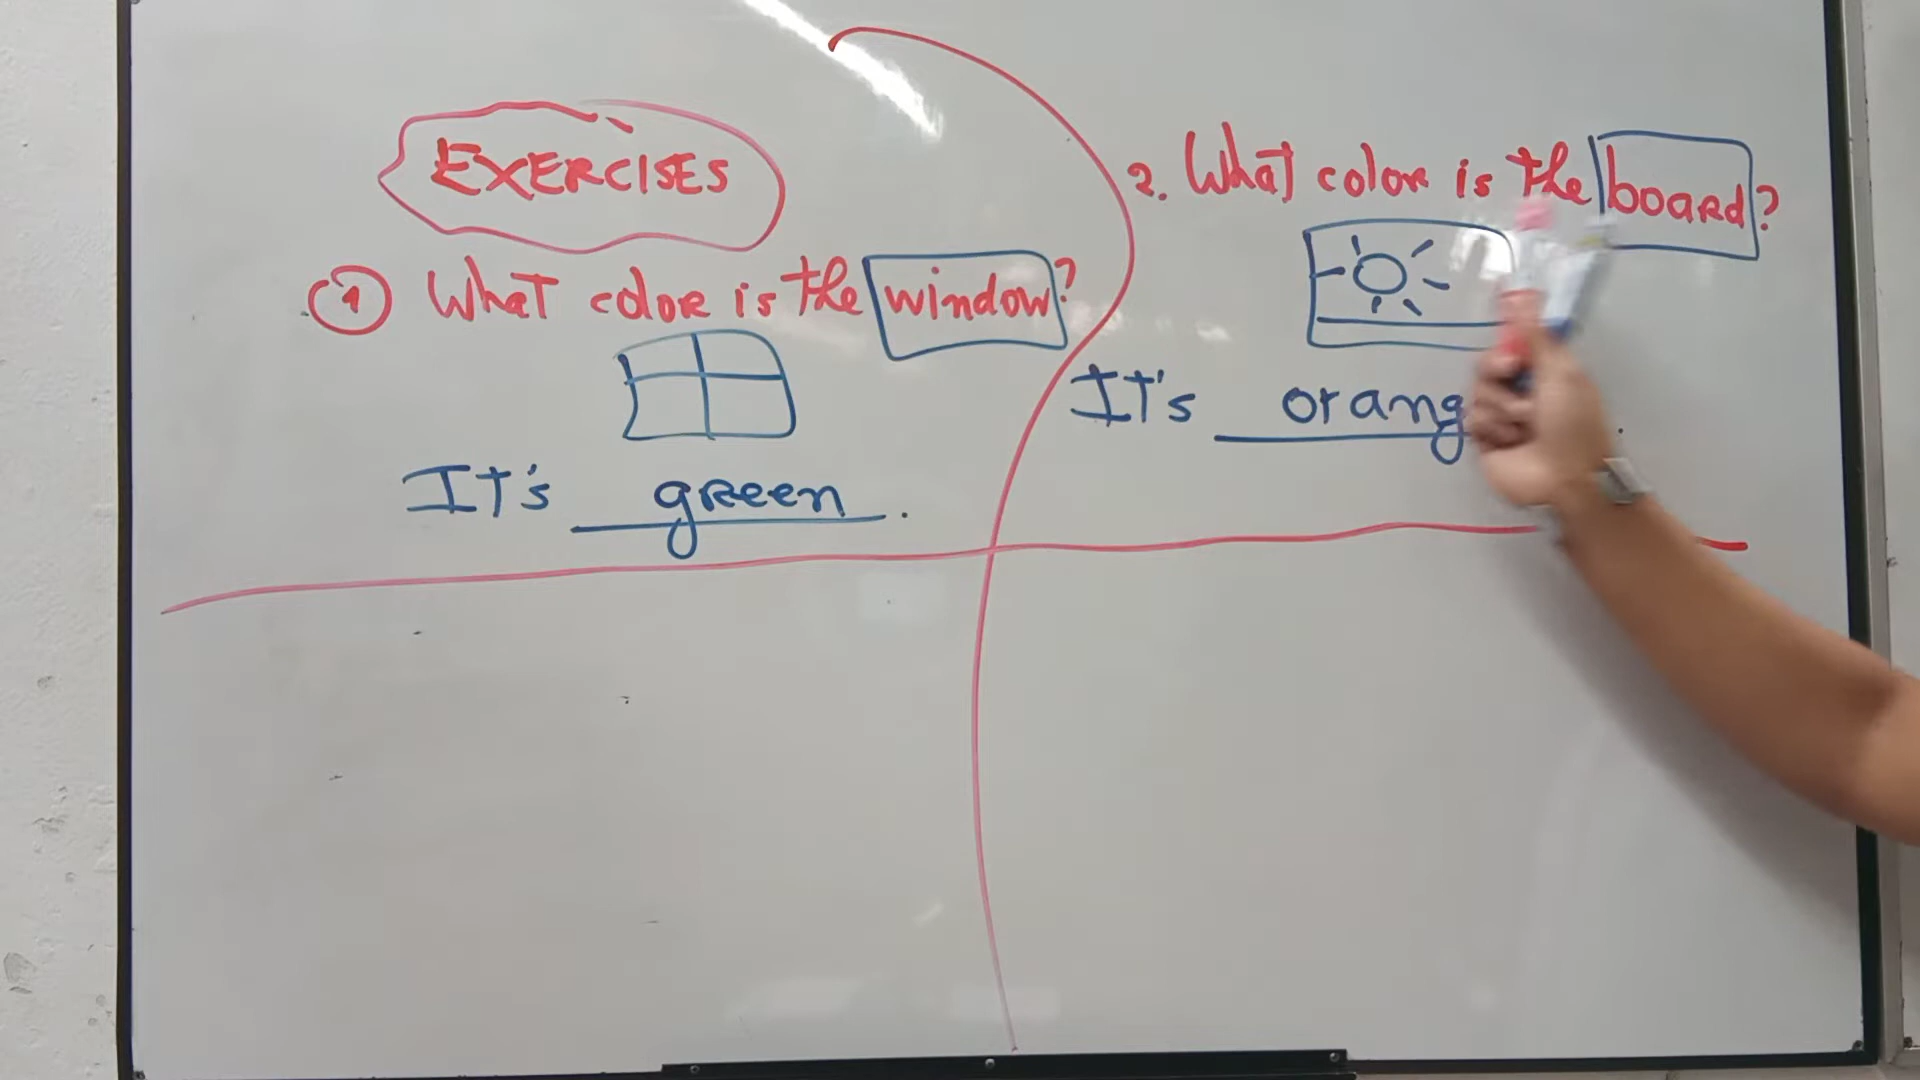 EXERCISES
1 What color is the window?
It's green.
2. What color is the board?
It's orang